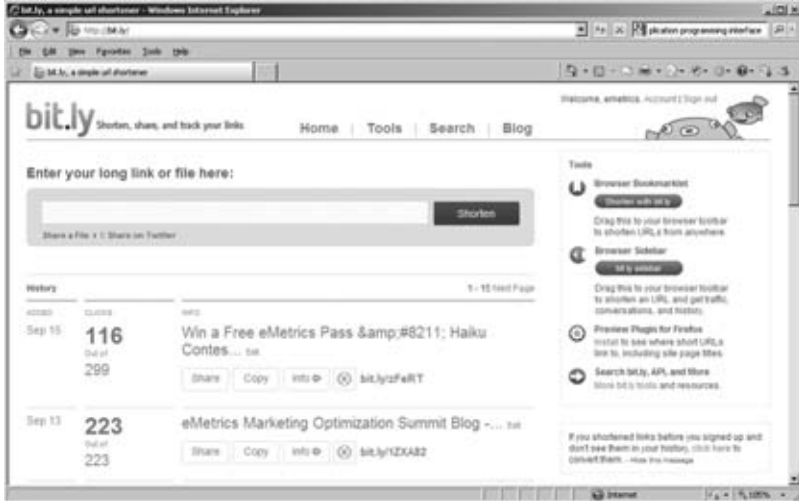 bit.ly, a simple url shortener - Windows Internet Explorer
http://bit.ly/
plication programming interface
File Edit View Favorites Tools Help
bit.ly, a simple url shortener
Welcome, emetrics. Account | Sign out
bit.ly Shorten, share, and track your links
Home | Tools | Search | Blog
Enter your long link or file here:
Shorten
Share a File Share on Twitter
History
1 - 15 Next Page
ADDED CLICKS INFO
Sep 15
116
Out of
299
Win a Free eMetrics Pass &amp;#8211; Haiku
Contes... Edit
Share Copy Info bit.ly/zFeRT
Sep 13
223
Out of
223
eMetrics Marketing Optimization Summit Blog -... Edit
Share Copy Info bit.ly/1ZXA82
Tools
Browser Bookmarklet
Shorten with bit.ly
Drag this to your browser toolbar
to shorten URLs from anywhere.
Browser Sidebar
bit.ly sidebar
Drag this to your browser toolbar
to shorten an URL and get traffic,
conversations, and history.
Preview Plugin for Firefox
Install to see where short URLs
link to, including site page titles.
Search bit.ly, API, and More
More bit.ly tools and resources.
If you shortened links before you signed up and
don't see them in your history, click here to
convert them. - Hide this message
Internet
105%